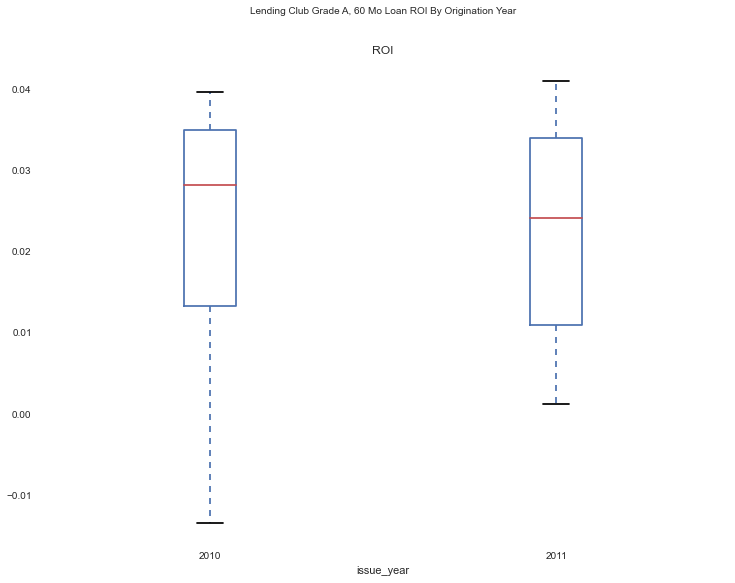 Lending Club Grade A, 60 Mo Loan ROI By Origination Year
ROI
0.04
0.03
0.02
0.01
0.00
−0.01
2010 2011
issue_year